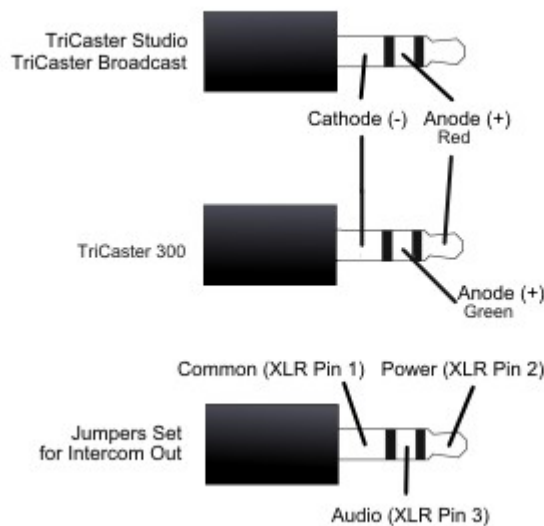 TriCaster Studio
TriCaster Broadcast
Cathode (-)
Anode (+)
Red
TriCaster 300
Anode (+)
Green
Common (XLR Pin 1)
Power (XLR Pin 2)
Jumpers Set
for Intercom Out
Audio (XLR Pin 3)